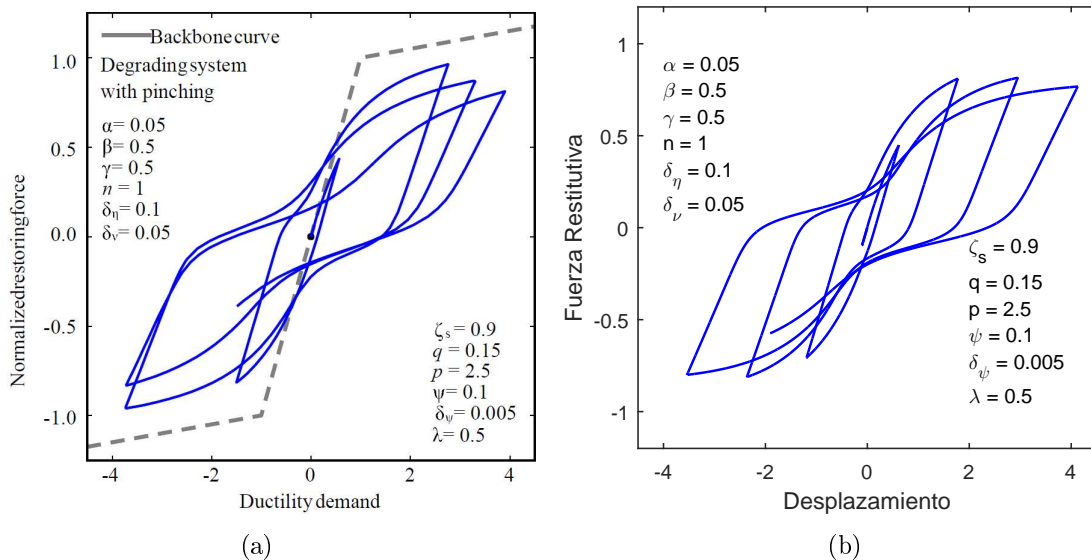 Backbone curve
Degrading system
with pinching
α= 0.05
β= 0.5
γ= 0.5
n = 1
δη= 0.1
δν= 0.05
ζs = 0.9
q = 0.15
p = 2.5
ψ= 0.1
δψ= 0.005
λ= 0.5
1.0
0.5
0.0
-0.5
-1.0
-4
-2
0
2
4
Normalizedrestoringforce
Ductility demand
(a)
α = 0.05
β = 0.5
γ = 0.5
n = 1
δη = 0.1
δν = 0.05
ζs = 0.9
q = 0.15
p = 2.5
ψ = 0.1
δψ = 0.005
λ = 0.5
1
0.5
0
-0.5
-1
-4
-2
0
2
4
Fuerza Restitutiva
Desplazamiento
(b)